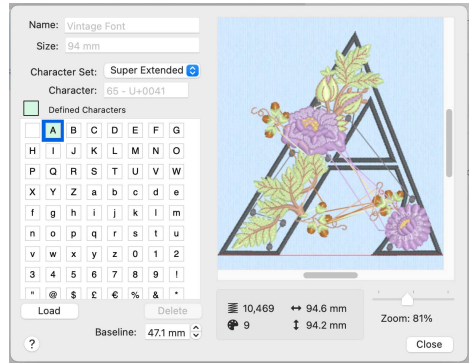 Name: Vintage Font
Size: 94 mm
Character Set: Super Extended
Character: 65 - U+0041
Defined Characters
A B C D E F G
H I J K L M N O
P Q R S T U V W
X Y Z a b c d e
f g h i j k l m
n o p q r s t u
v w x y z 0 1 2
3 4 5 6 7 8 9 !
" @ $ £ € % & *
Load Delete
Baseline: 47.1 mm
?
10,469 94.6 mm
9 94.2 mm
Zoom: 81%
Close